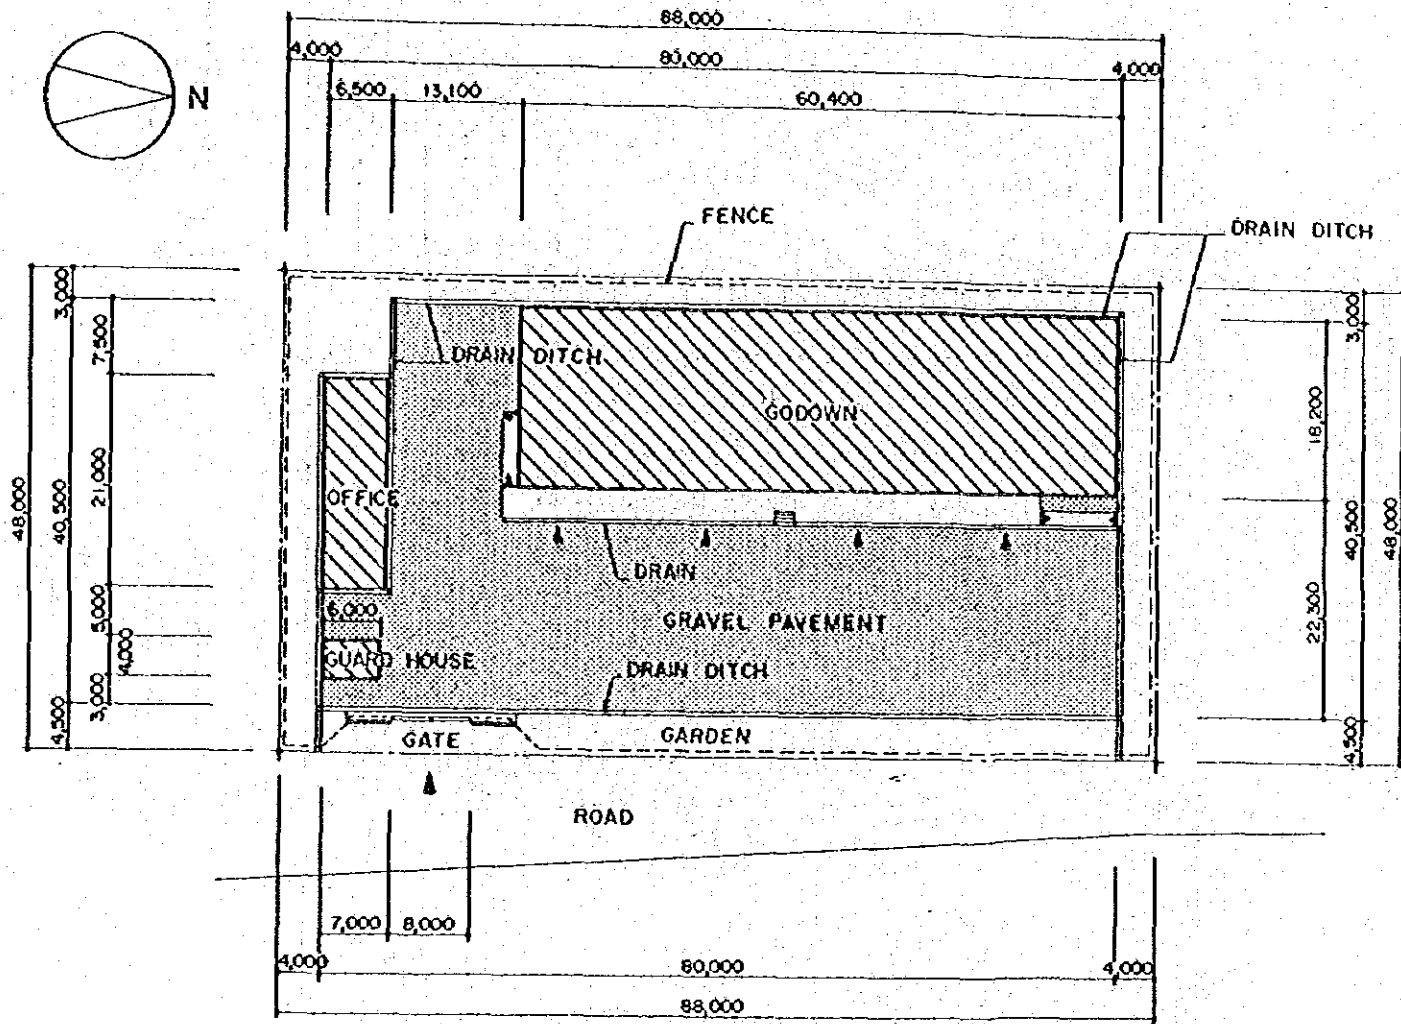 88,000
4,000
80,000
4,000
6,500
13,100
60,400
N
FENCE
DRAIN DITCH
3,000
7,500
48,000
40,500
21,000
5,000
4,000
3,000
4,500
DRAIN DITCH
GODOWN
OFFICE
DRAIN
6,000
GRAVEL PAVEMENT
GUARD HOUSE
DRAIN DITCH
GATE
GARDEN
3,000
18,200
40,500
48,000
22,300
4,500
ROAD
7,000
8,000
4,000
80,000
4,000
88,000